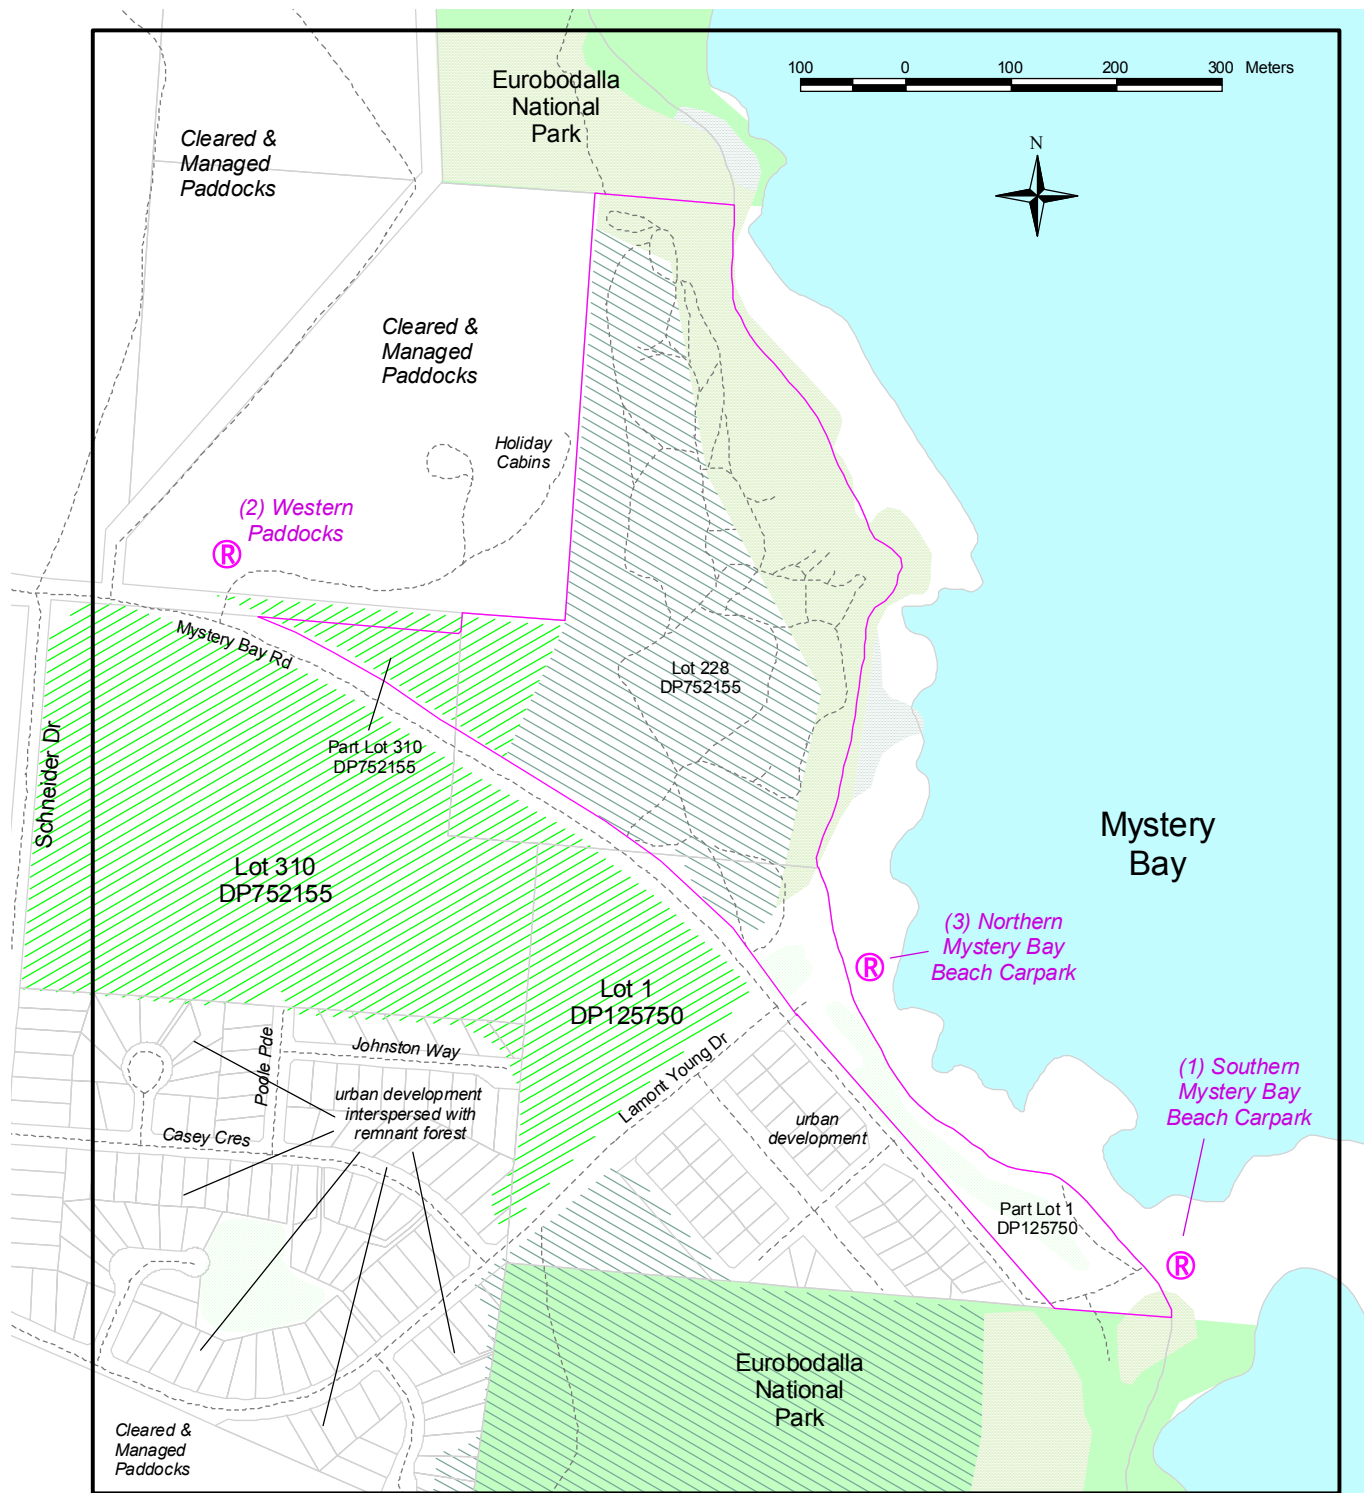 Eurobodalla
National
Park
100 0 100 200 300 Meters
N
Cleared &
Managed
Paddocks
Cleared &
Managed
Paddocks
Holiday
Cabins
(2) Western
Paddocks
®
Mystery Bay Rd
Schneider Dr
Part Lot 310
DP752155
Lot 228
DP752155
Mystery
Bay
Lot 310
DP752155
(3) Northern
Mystery Bay
Beach Carpark
®
Lot 1
DP125750
Poole Pde
Johnston Way
Lamont Young Dr
urban development
interspersed with
remnant forest
Casey Cres
urban
development
(1) Southern
Mystery Bay
Beach Carpark
®
Part Lot 1
DP125750
Eurobodalla
National
Park
Cleared &
Managed
Paddocks